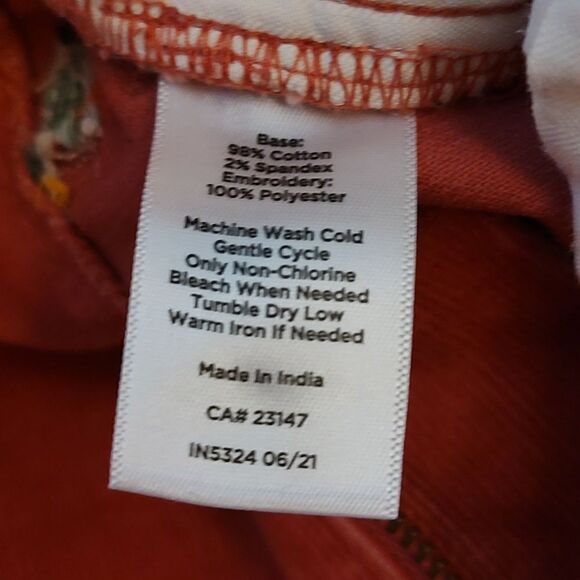 Base:
98% Cotton
2% Spandex
Embroidery:
100% Polyester
Machine Wash Cold
Gentle Cycle
Only Non-Chlorine
Bleach When Needed
Tumble Dry Low
Warm Iron If Needed
Made In India
CA# 23147
IN5324 06/21